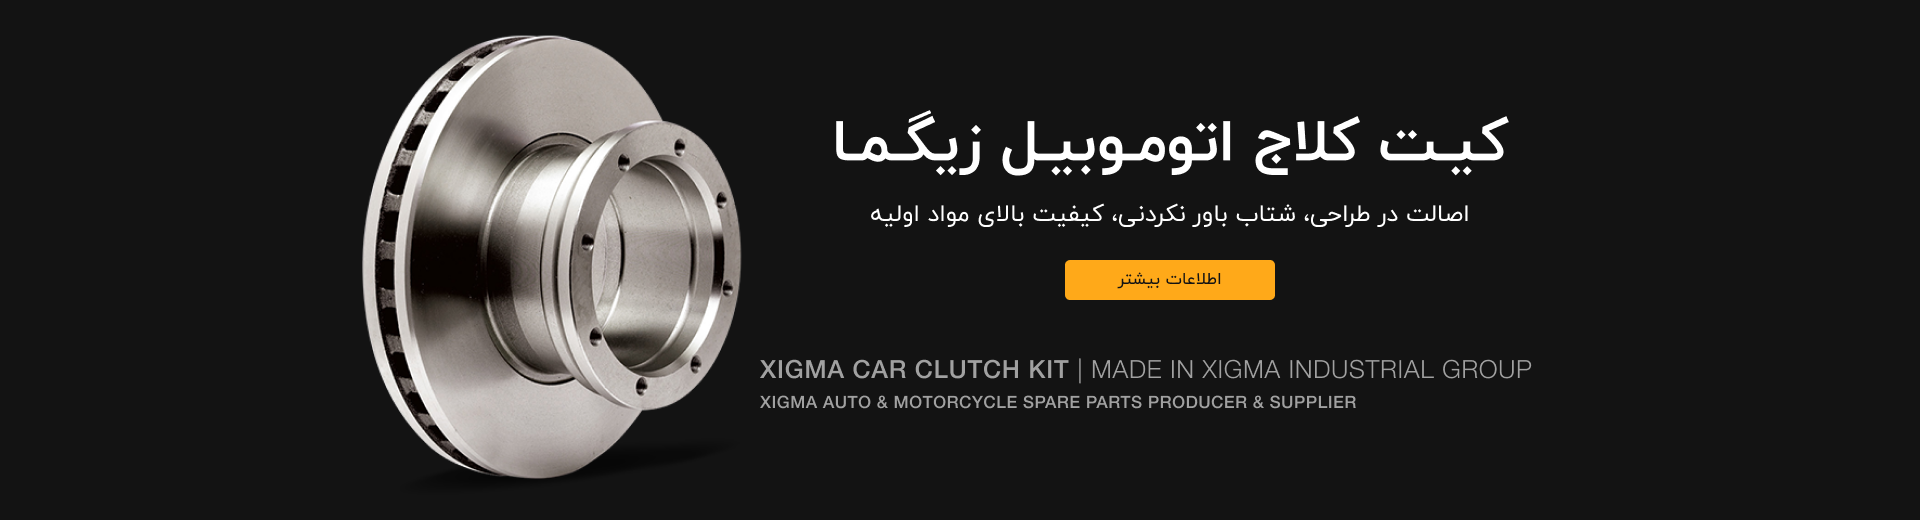 کیت کلاج اتوموبیل زیگما
اصالت در طراحی، شتاب باور نکردنی، کیفیت بالای مواد اولیه
اطلاعات بیشتر
XIGMA CAR CLUTCH KIT | MADE IN XIGMA INDUSTRIAL GROUP
XIGMA AUTO & MOTORCYCLE SPARE PARTS PRODUCER & SUPPLIER